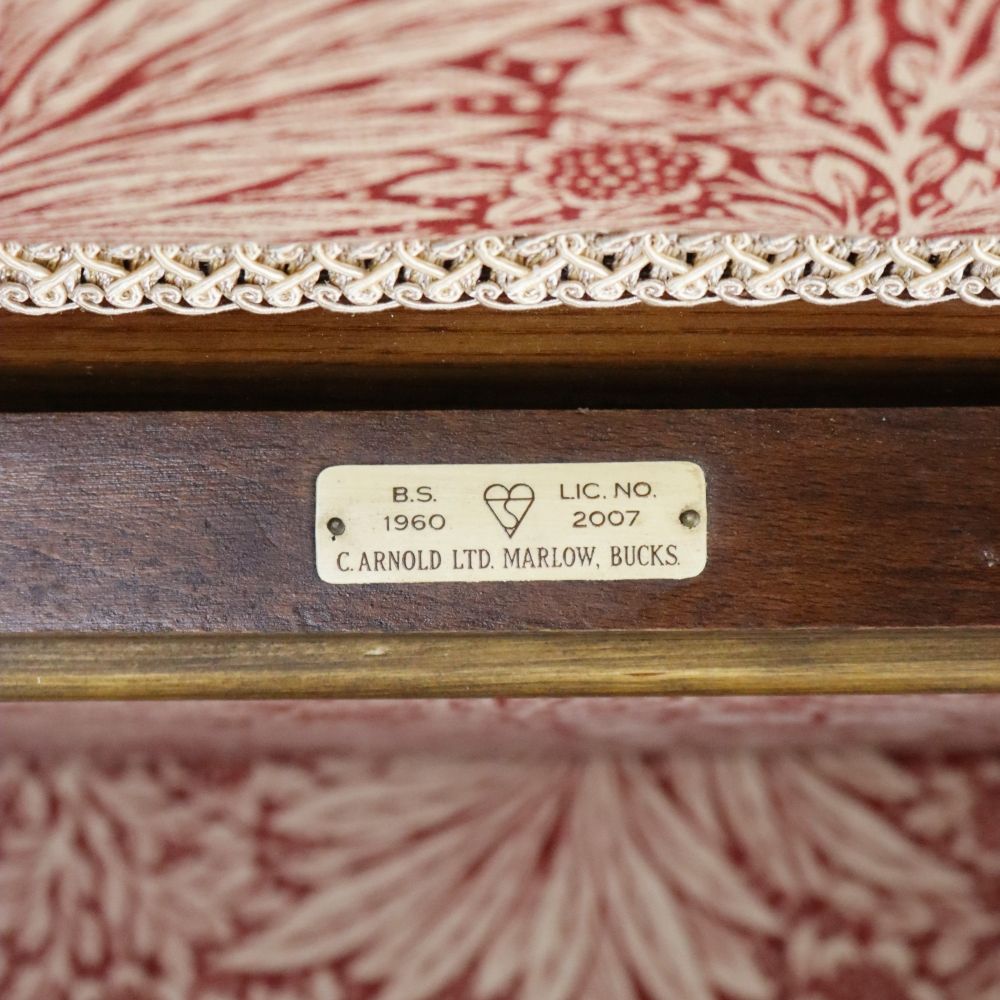 B.S. LIC. NO.
1960 2007
C. ARNOLD LTD. MARLOW, BUCKS.